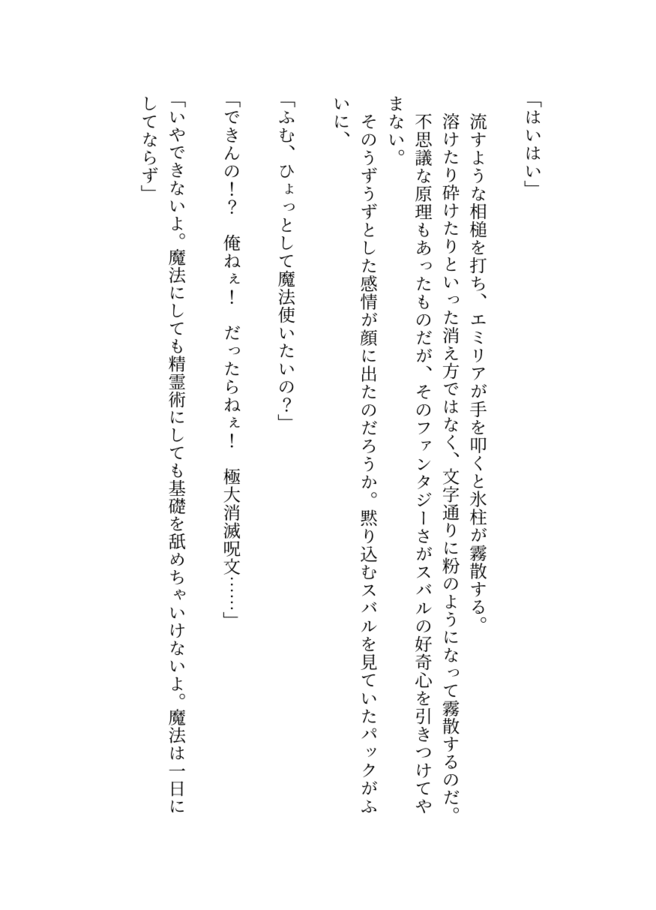 「はいはい」
　流すような相槌を打ち、エミリアが手を叩くと氷柱が霧散する。
　溶けたり砕けたりといった消え方ではなく、文字通りに粉のようになって霧散するのだ。
　不思議な原理もあったものだが、そのファンタジーさがスバルの好奇心を引きつけてや
まない。
　そのうずうずとした感情が顔に出たのだろうか。黙り込むスバルを見ていたパックがふ
いに、
「ふむ、ひょっとして魔法使いたいの？」
「できんの！？　俺ねぇ！　だったらねぇ！　極大消滅呪文……」
「いやできないよ。魔法にしても精霊術にしても基礎を舐めちゃいけないよ。魔法は一日に
してならず」